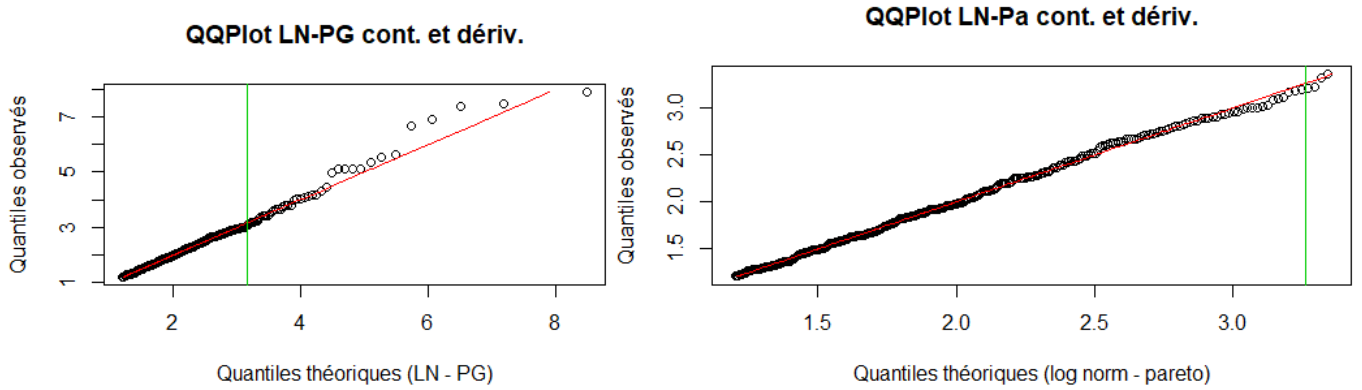 QQPlot LN-PG cont. et dériv.
Quantiles observés
7
5
3
1
2
4
6
8
Quantiles théoriques (LN - PG)
QQPlot LN-Pa cont. et dériv.
Quantiles observés
3.0
2.5
2.0
1.5
1.5
2.0
2.5
3.0
Quantiles théoriques (log norm - pareto)